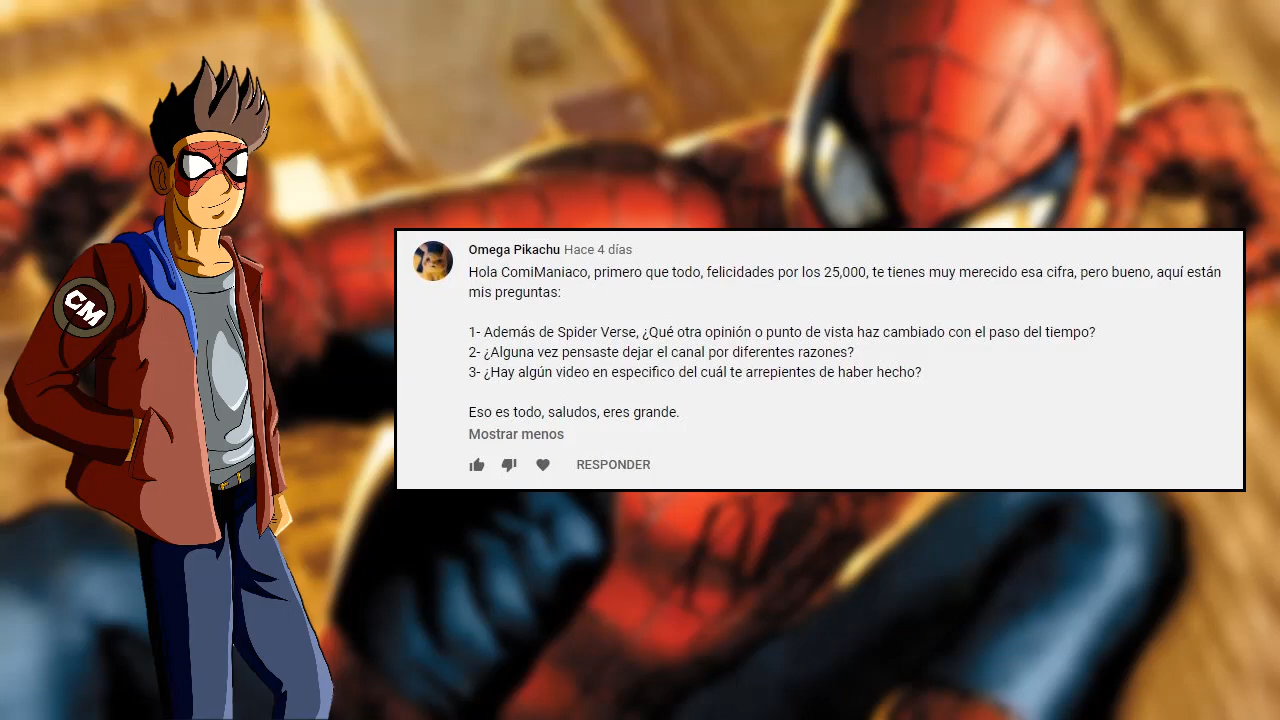 CM
Omega Pikachu Hace 4 días
Hola ComiManiaco, primero que todo, felicidades por los 25,000, te tienes muy merecido esa cifra, pero bueno, aquí están
mis preguntas:
1- Además de Spider Verse, ¿Qué otra opinión o punto de vista haz cambiado con el paso del tiempo?
2- ¿Alguna vez pensaste dejar el canal por diferentes razones?
3- ¿Hay algún video en especifico del cuál te arrepientes de haber hecho?
Eso es todo, saludos, eres grande.
Mostrar menos
RESPONDER